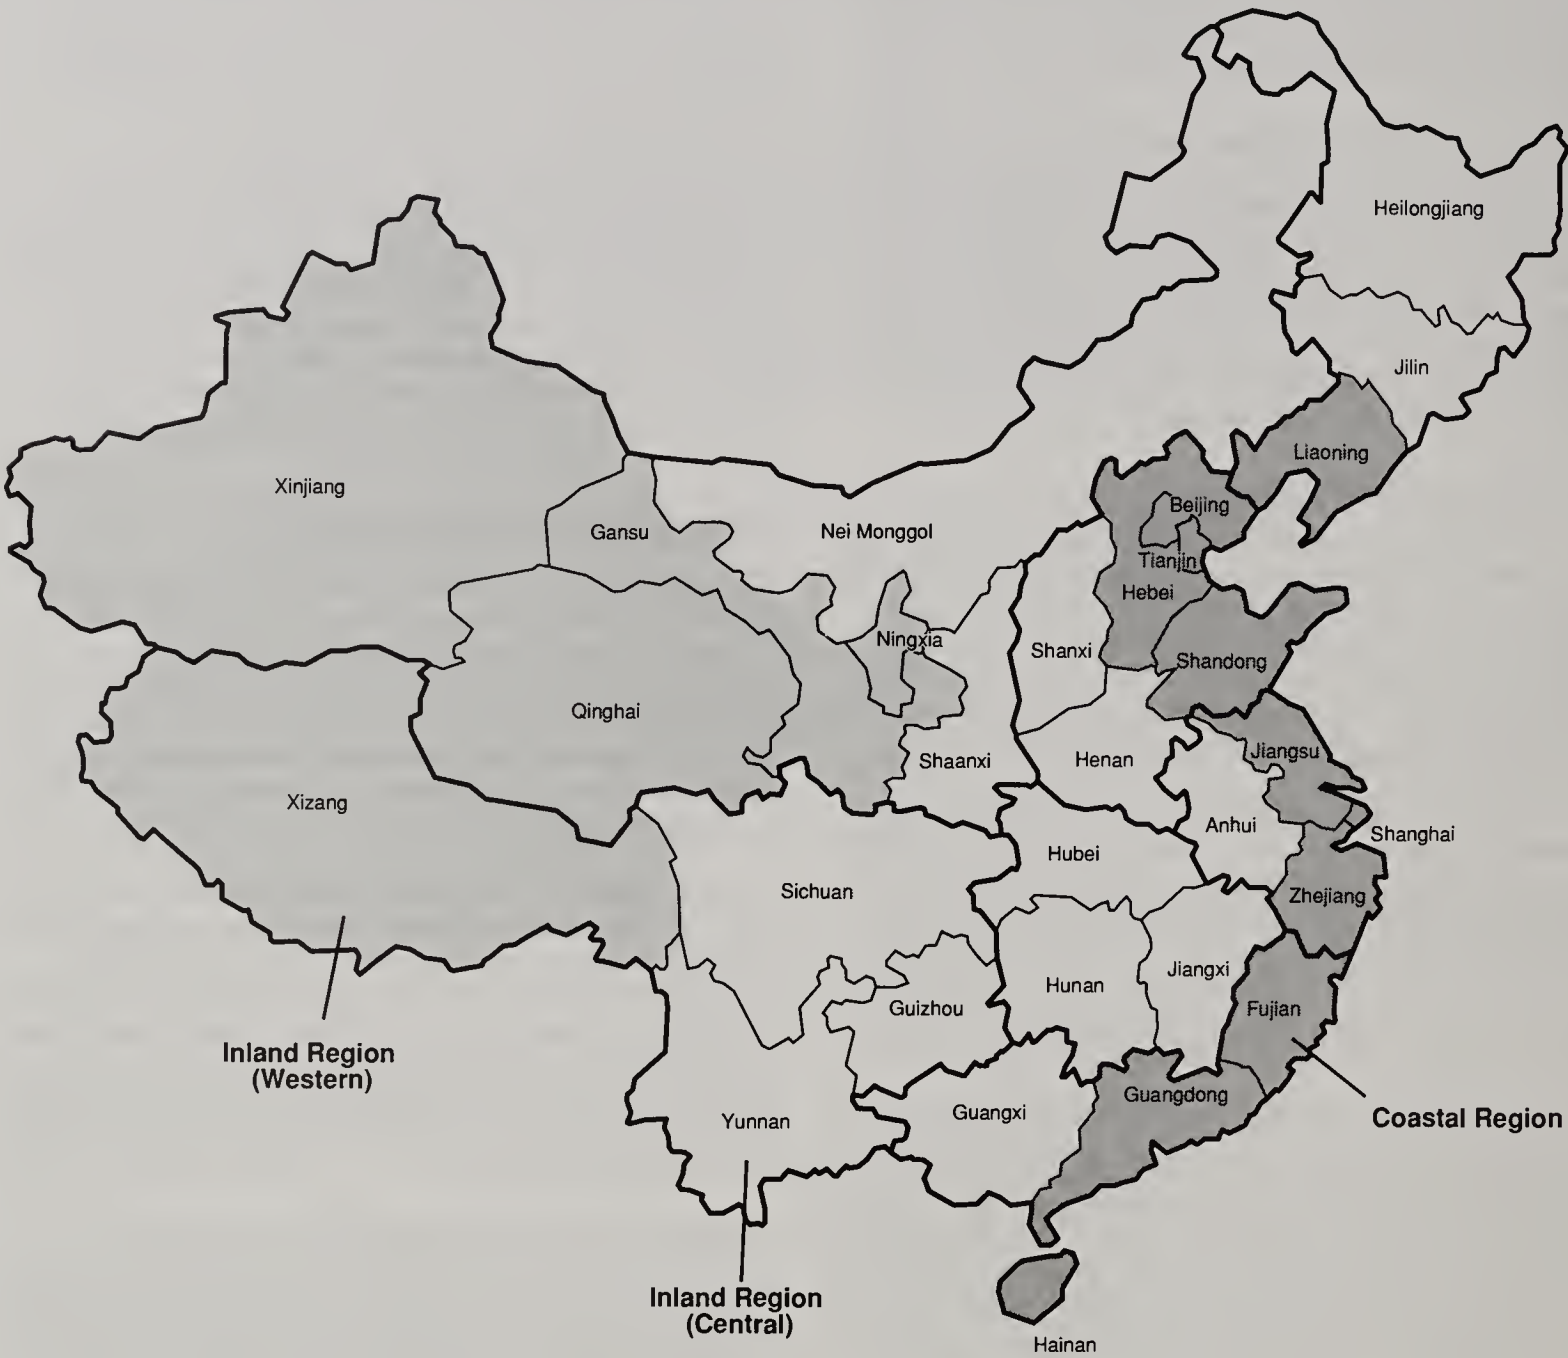 Heilongjiang
Jilin
Liaoning
Xinjiang
Beijing
Gansu
Nei Monggol
Tianjin
Hebei
Ningxia
Shanxi
Shandong
Qinghai
Jiangsu
Shaanxi
Henan
Xizang
Anhui
Shanghai
Hubei
Sichuan
Zhejiang
Jiangxi
Hunan
Guizhou
Fujian
Inland Region
(Western)
Guangdong
Guangxi
Coastal Region
Yunnan
Inland Region
(Central)
Hainan